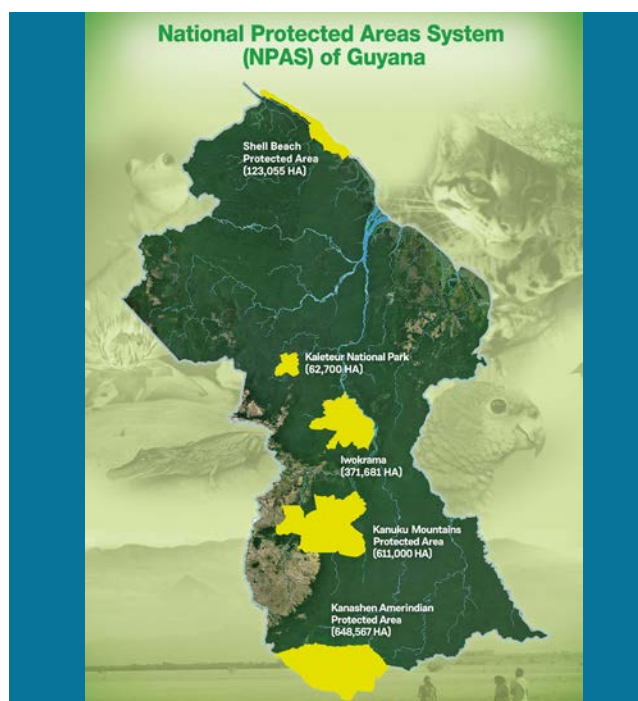 National Protected Areas System
(NPAS) of Guyana
Shell Beach
Protected Area
(123,055 HA)
Kaieteur National Park
(62,700 HA)
Iwokrama
(371,681 HA)
Kanuku Mountains
Protected Area
(611,000 HA)
Kanashen Amerindian
Protected Area
(648,567 HA)